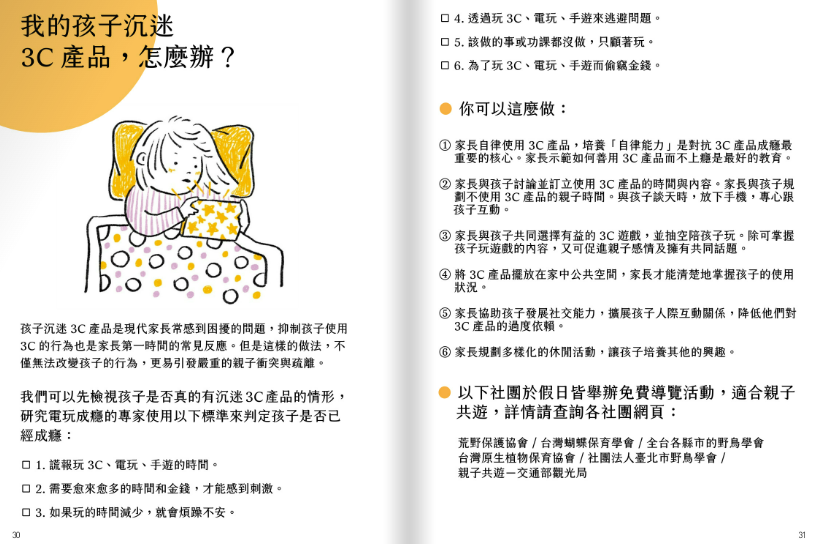 我的孩子沉迷
3C 產品，怎麼辦？
孩子沉迷 3C 產品是現代家長常感到困擾的問題，抑制孩子使用
3C 的行為也是家長第一時間的常見反應。但是這樣的做法，不
僅無法改變孩子的行為，更易引發嚴重的親子衝突與疏離。
我們可以先檢視孩子是否真的有沉迷 3C 產品的情形，
研究電玩成癮的專家使用以下標準來判定孩子是否已
經成癮：
□ 1. 謊報玩 3C、電玩、手遊的時間。
□ 2. 需要愈來愈多的時間和金錢，才能感到刺激。
□ 3. 如果玩的時間減少，就會煩躁不安。
30
□ 4. 透過玩 3C、電玩、手遊來逃避問題。
□ 5. 該做的事或功課都沒做，只顧著玩。
□ 6. 為了玩 3C、電玩、手遊而偷竊金錢。
● 你可以這麼做：
① 家長自律使用 3C 產品，培養「自律能力」是對抗 3C 產品成癮最
重要的核心。家長示範如何善用 3C 產品而不上癮是最好的教育。
② 家長與孩子討論並訂立使用 3C 產品的時間與內容。家長與孩子規
劃不使用 3C 產品的親子時間。與孩子談天時，放下手機，專心跟
孩子互動。
③ 家長與孩子共同選擇有益的 3C 遊戲，並抽空陪孩子玩。除可掌握
孩子玩遊戲的內容，又可促進親子感情及擁有共同話題。
④ 將 3C 產品擺放在家中公共空間，家長才能清楚地掌握孩子的使用
狀況。
⑤ 家長協助孩子發展社交能力，擴展孩子人際互動關係，降低他們對
3C 產品的過度依賴。
⑥ 家長規劃多樣化的休閒活動，讓孩子培養其他的興趣。
● 以下社團於假日皆舉辦免費導覽活動，適合親子
共遊，詳情請查詢各社團網頁：
荒野保護協會 / 台灣蝴蝶保育學會 / 全台各縣市的野鳥學會
台灣原生植物保育協會 / 社團法人臺北市野鳥學會 /
親子共遊－交通部觀光局
31